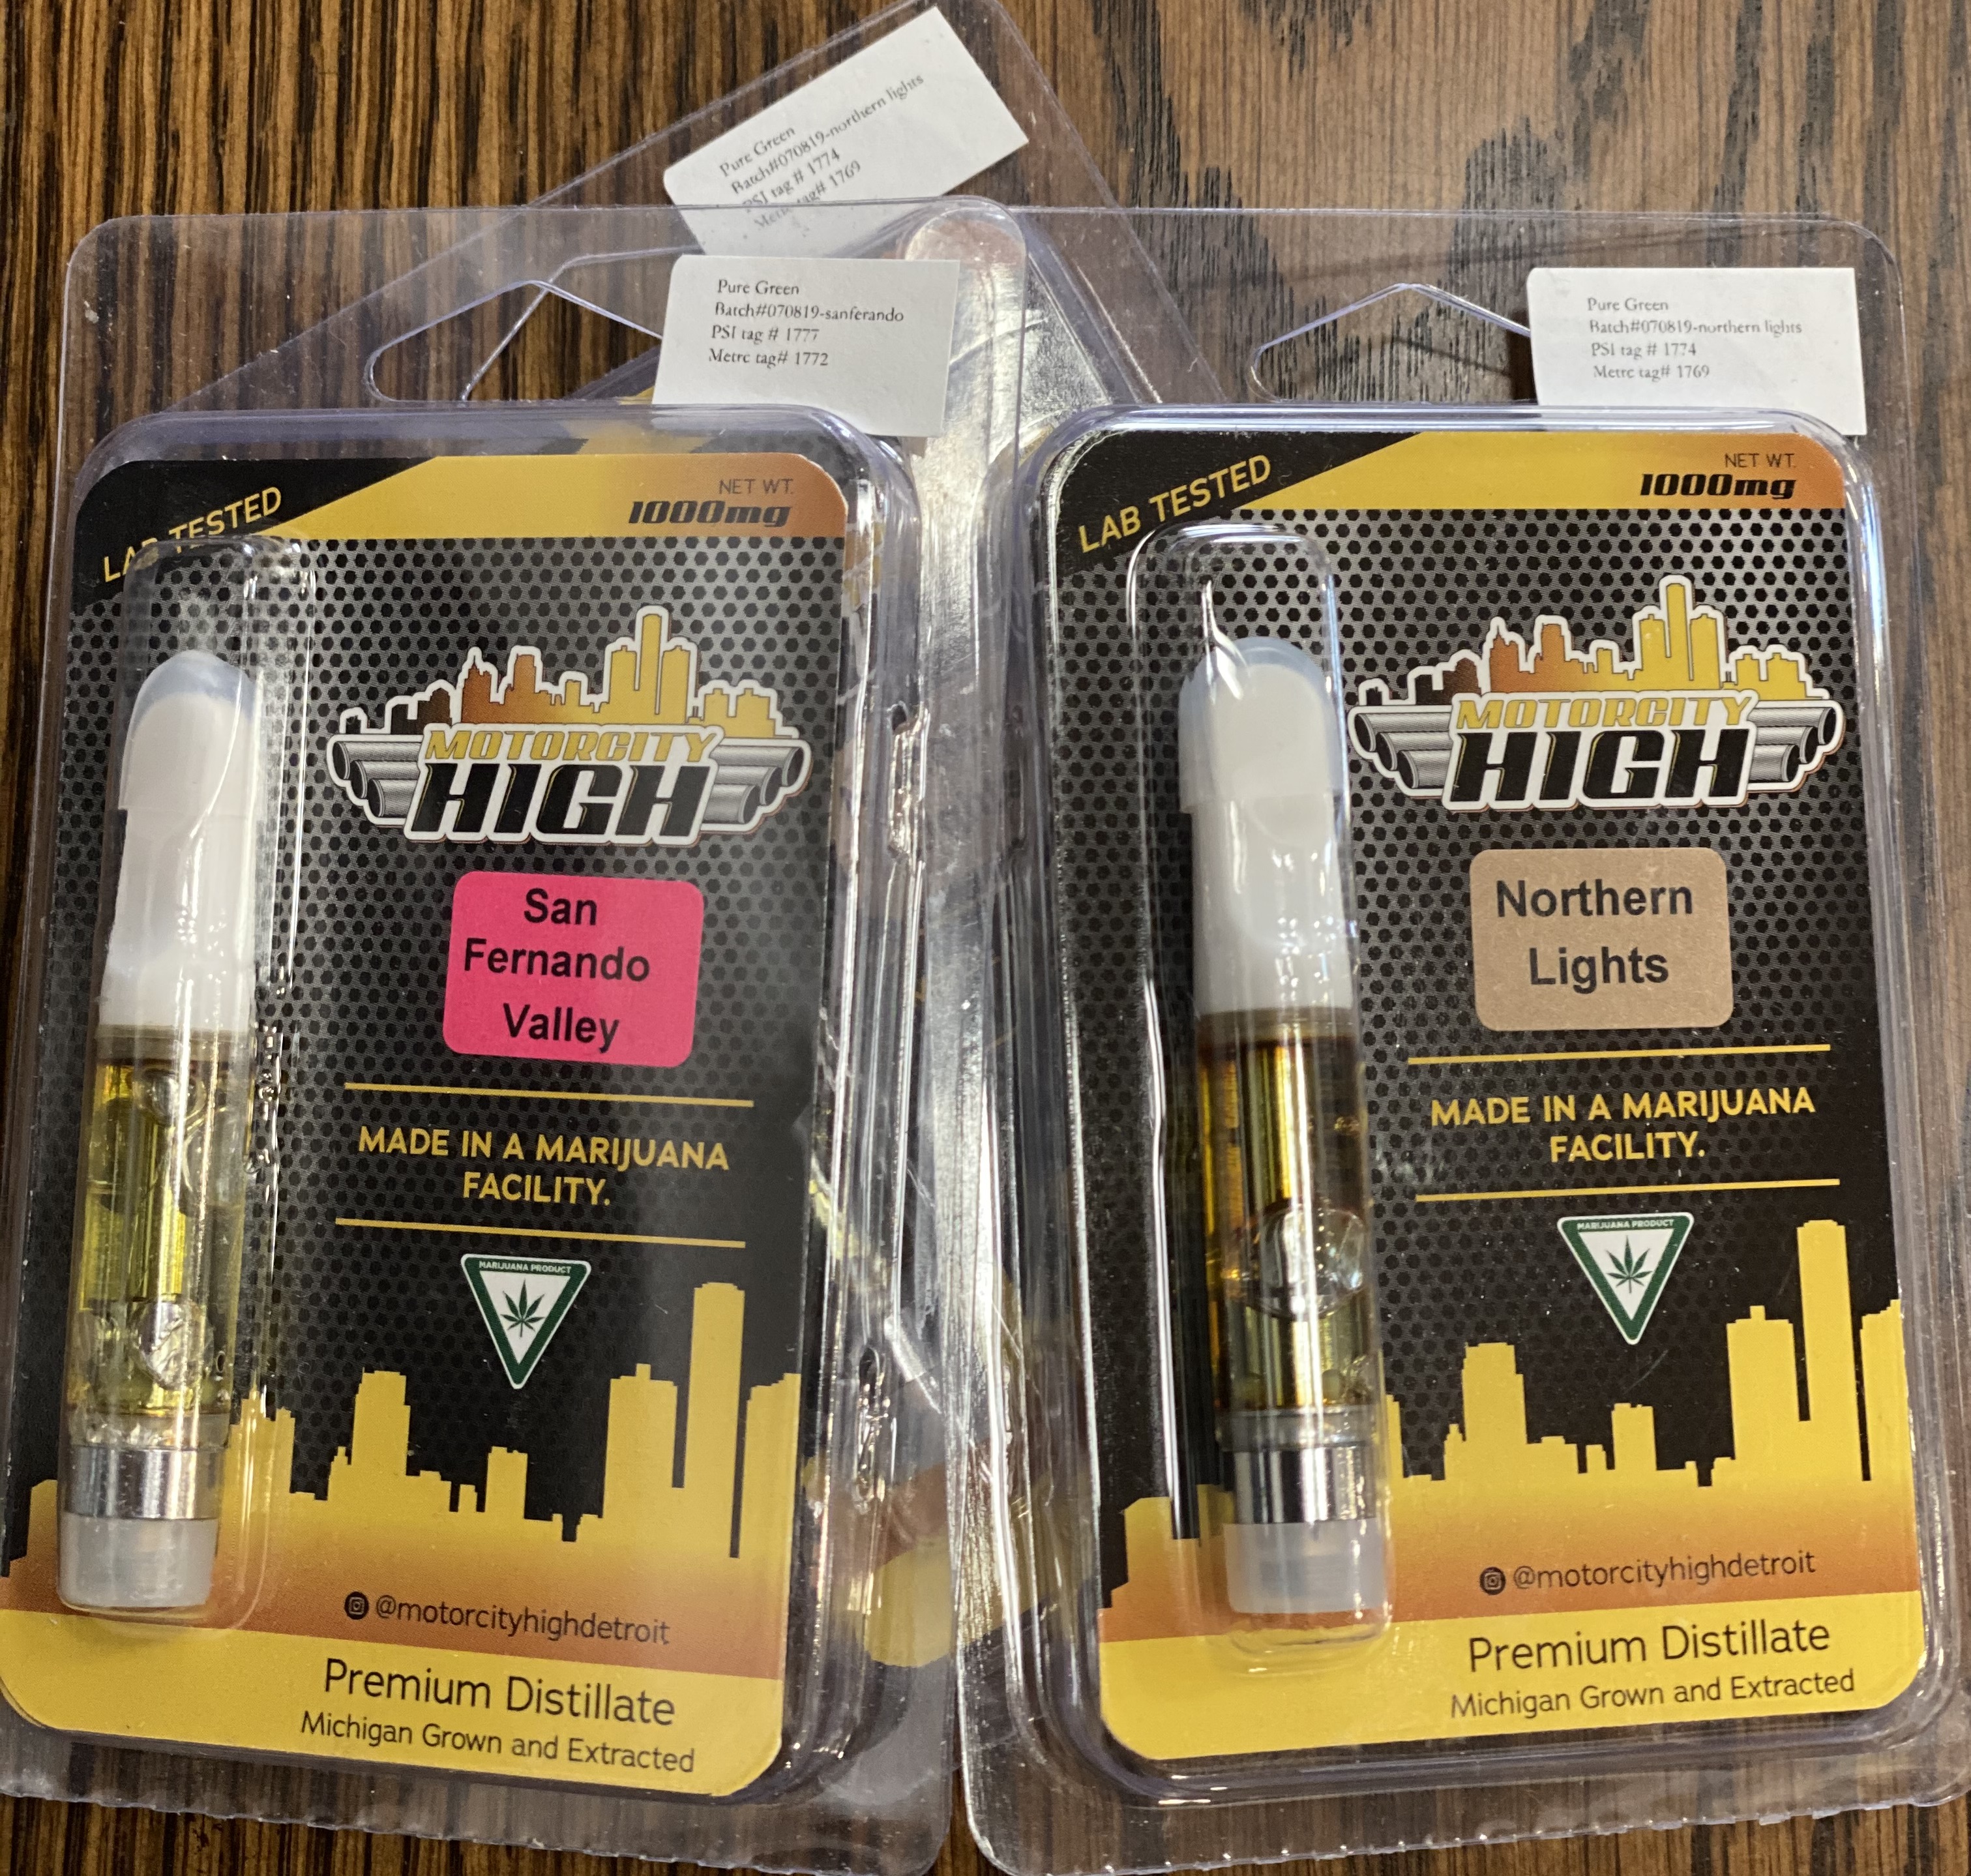 Pure Green
Batch#070819-northern lights
PSI tag # 1774
Metrc tag# 1769
Pure Green
Batch#070819-sanferando
PSI tag # 1777
Metrc tag# 1772
LAB TESTED
NET WT.
1000mg
MOTORCITY
HIGH
San
Fernando
Valley
MADE IN A MARIJUANA
FACILITY.
MARIJUANA PRODUCT
@motorcityhighdetroit
Premium Distillate
Michigan Grown and Extracted
Pure Green
Batch#070819-northern lights
PSI tag # 1774
Metrc tag# 1769
LAB TESTED
NET WT.
1000mg
MOTORCITY
HIGH
Northern
Lights
MADE IN A MARIJUANA
FACILITY.
MARIJUANA PRODUCT
@motorcityhighdetroit
Premium Distillate
Michigan Grown and Extracted